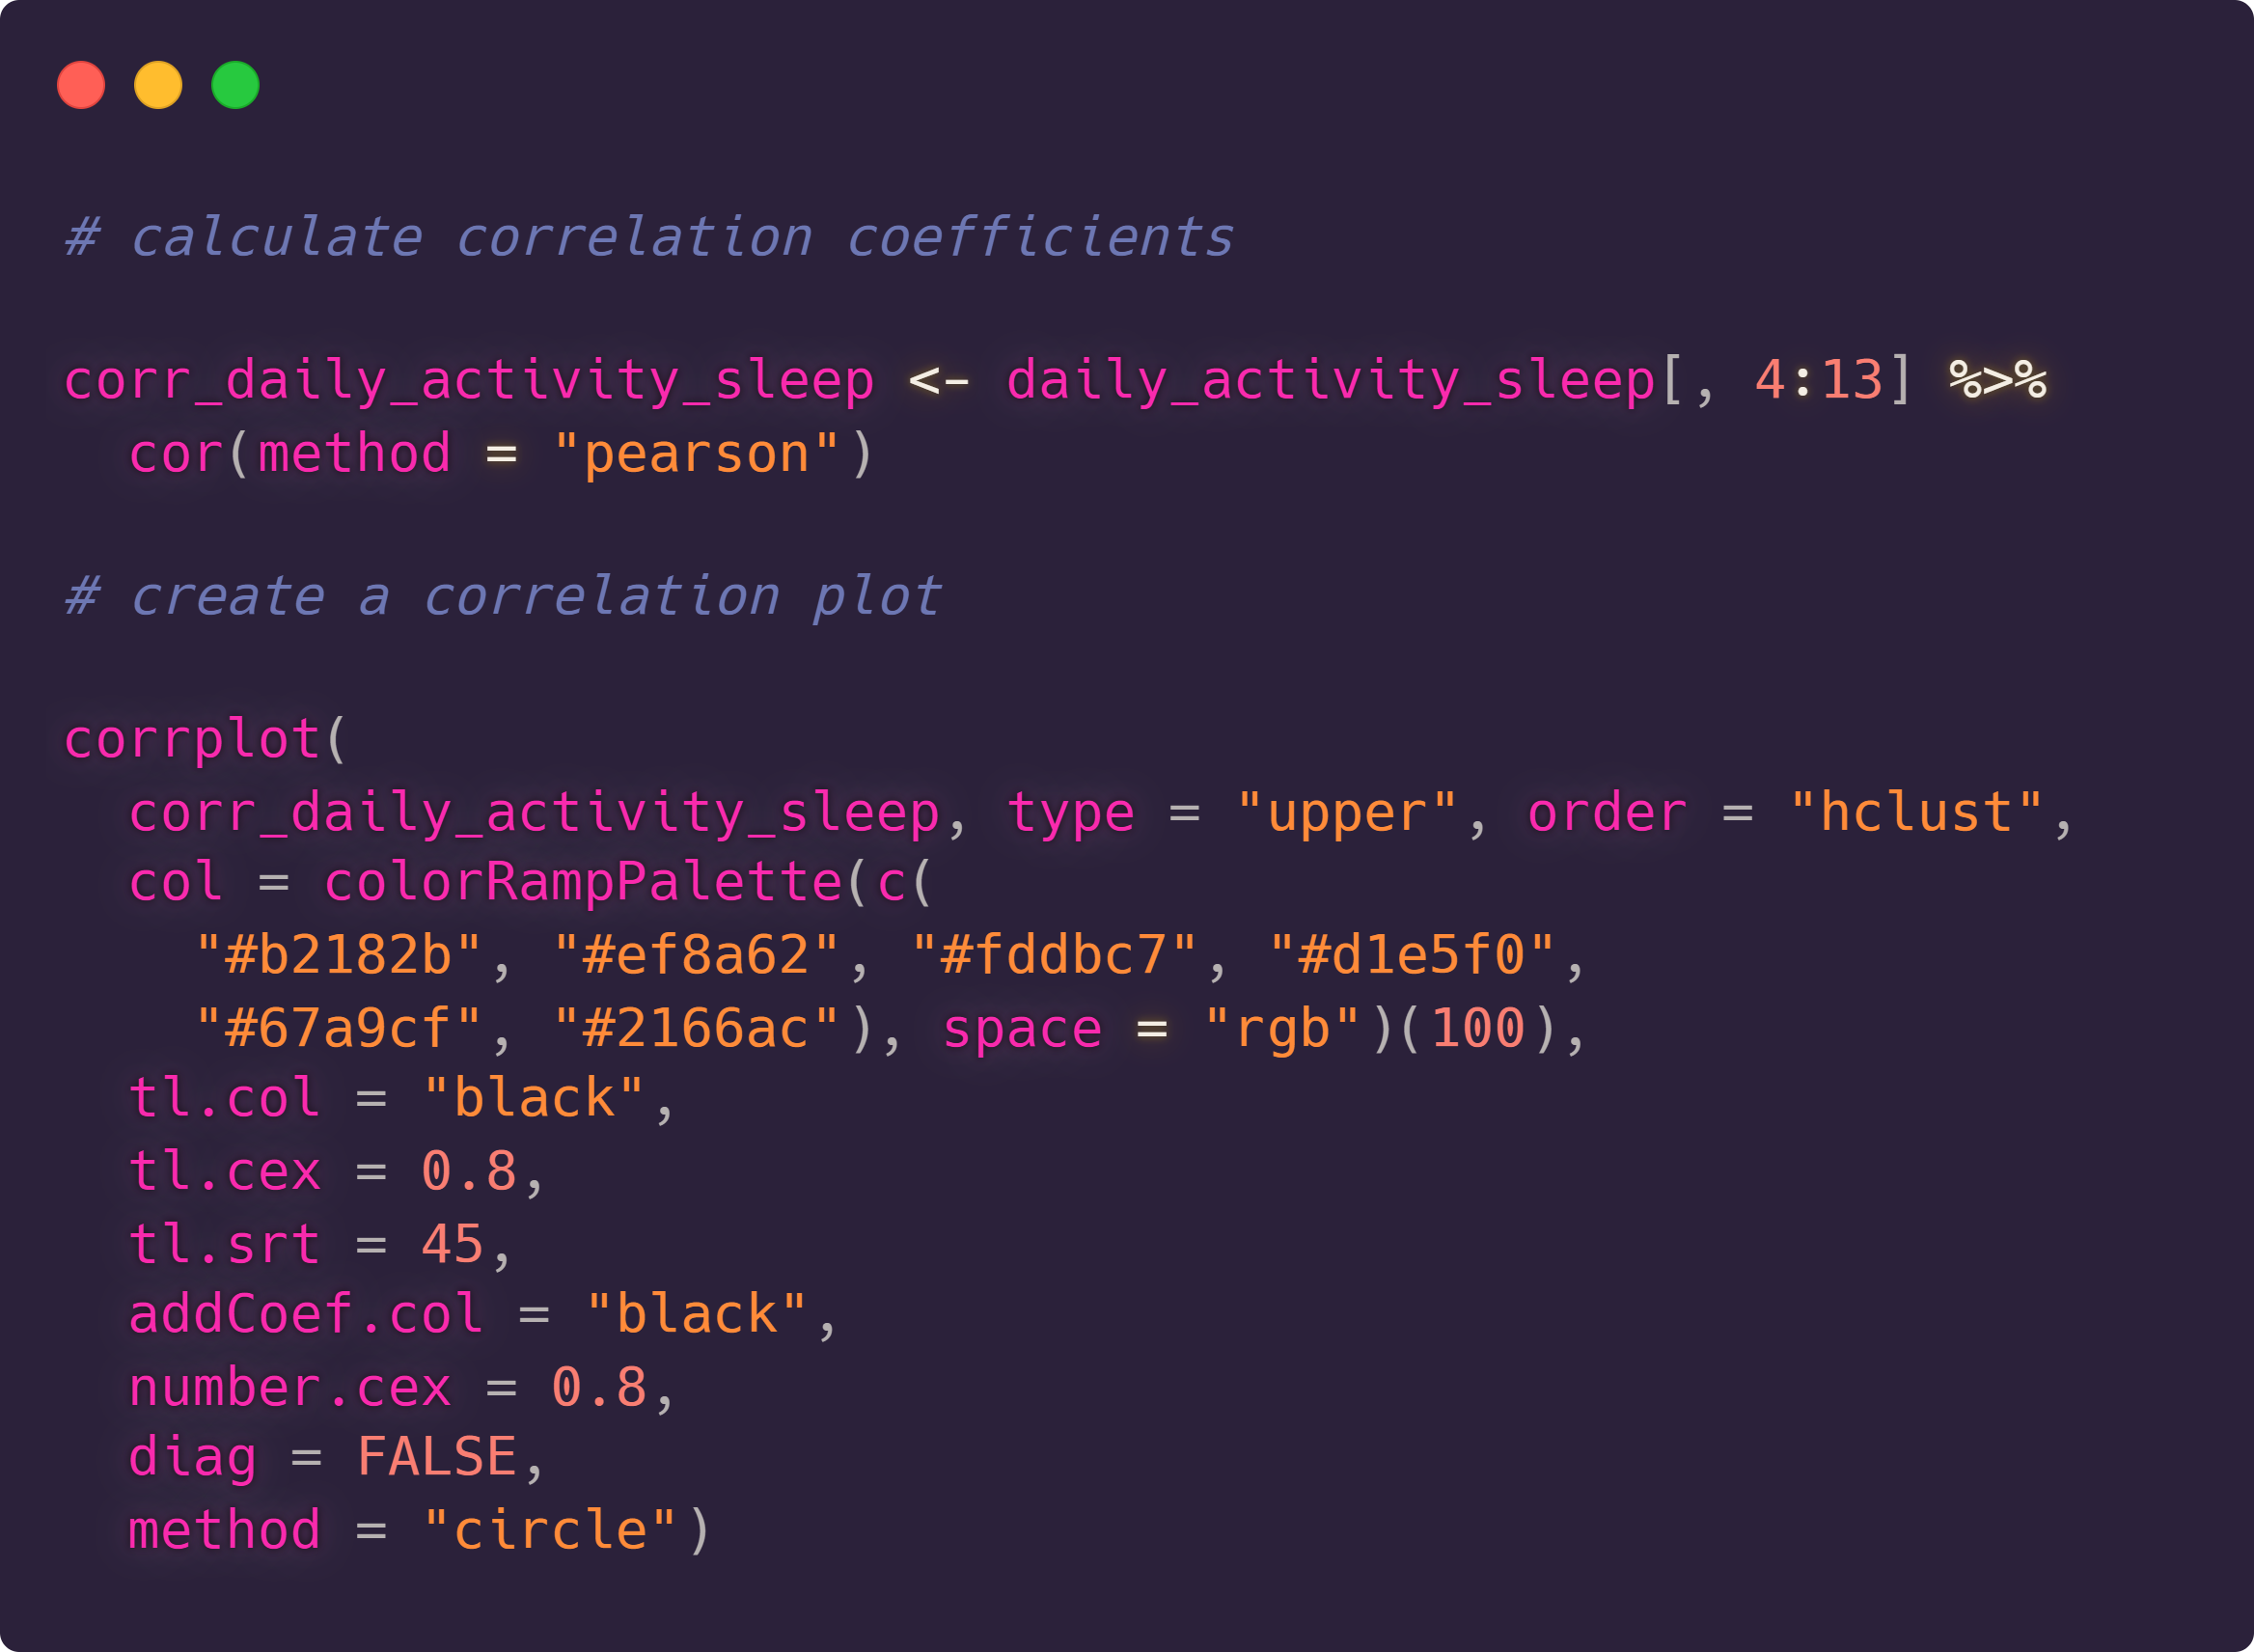 # calculate correlation coefficients
corr_daily_activity_sleep <- daily_activity_sleep[, 4:13] %>%
  cor(method = "pearson")
# create a correlation plot
corrplot(
  corr_daily_activity_sleep, type = "upper", order = "hclust",
  col = colorRampPalette(c(
    "#b2182b", "#ef8a62", "#fddbc7", "#d1e5f0",
    "#67a9cf", "#2166ac"), space = "rgb")(100),
  tl.col = "black",
  tl.cex = 0.8,
  tl.srt = 45,
  addCoef.col = "black",
  number.cex = 0.8,
  diag = FALSE,
  method = "circle")